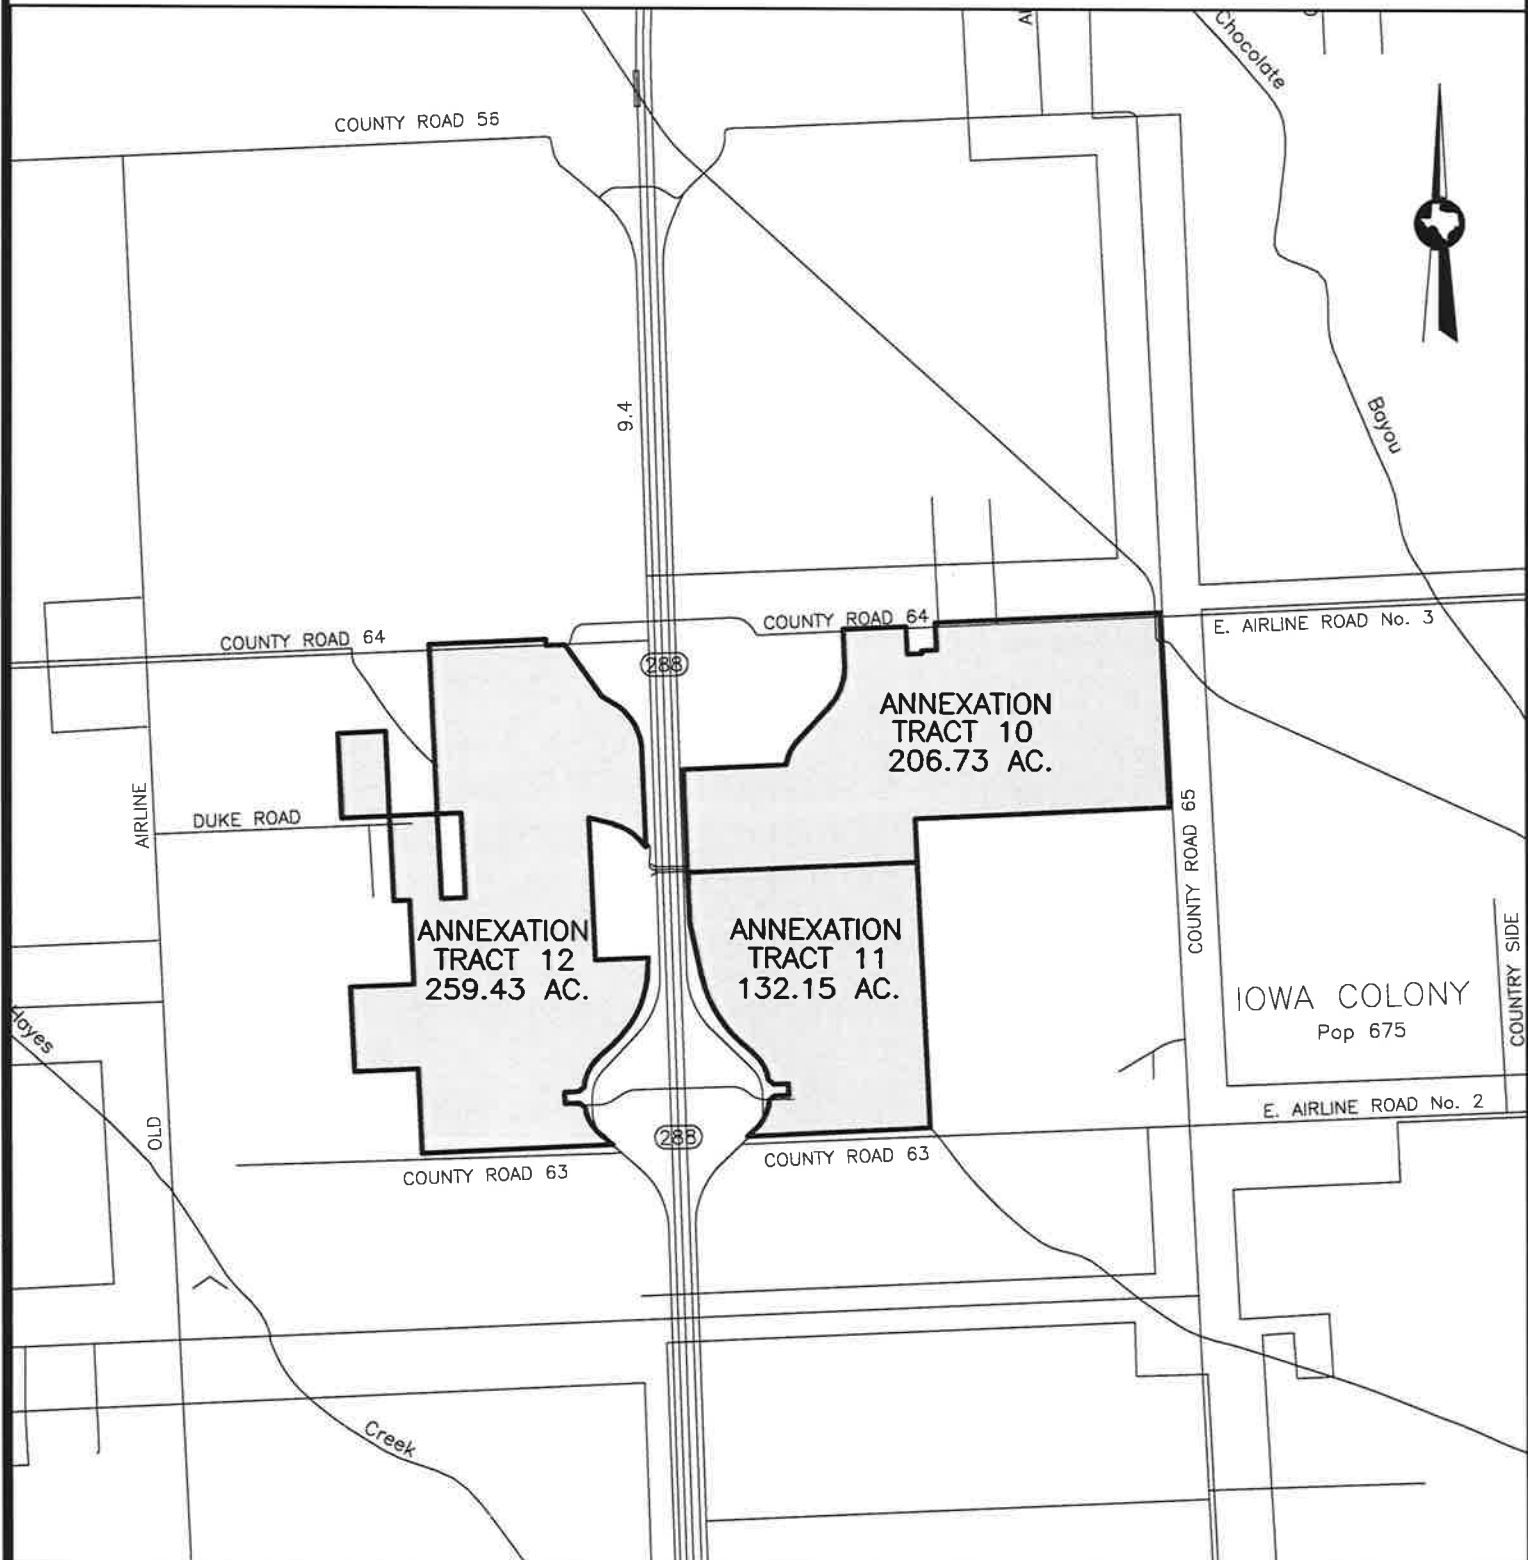 Chocolate
COUNTY ROAD 56
9.4
Bayou
COUNTY ROAD 64
COUNTY ROAD 64
E. AIRLINE ROAD No. 3
288
ANNEXATION
TRACT 10
206.73 AC.
AIRLINE
DUKE ROAD
COUNTY ROAD 65
ANNEXATION
TRACT 12
259.43 AC.
ANNEXATION
TRACT 11
132.15 AC.
COUNTRY SIDE
IOWA COLONY
Pop 675
Hayes
E. AIRLINE ROAD No. 2
OLD
288
COUNTY ROAD 63
COUNTY ROAD 63
Creek